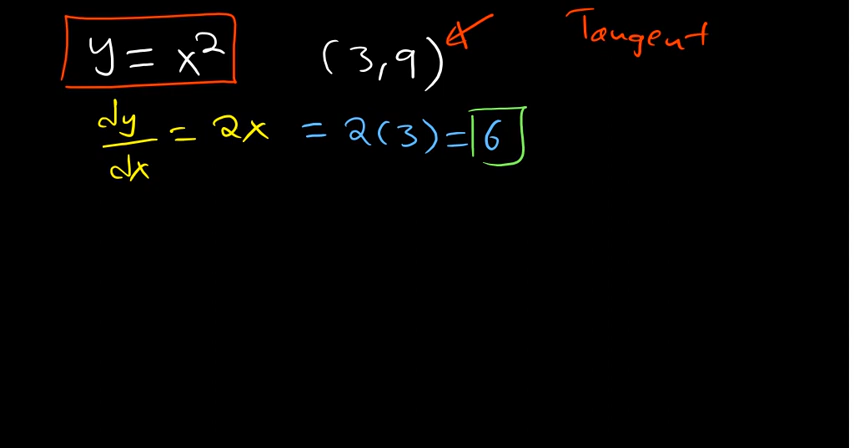 y = x² (3,9) Tangent
dy/dx = 2x = 2(3) = 6